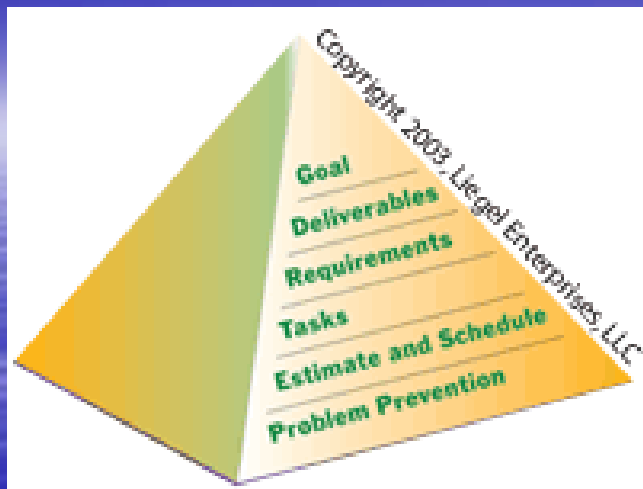 Copyright 2003, Liegel Enterprises, LLC
Goal
Deliverables
Requirements
Tasks
Estimate and Schedule
Problem Prevention